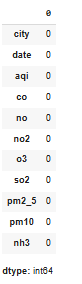 0
city 0
date 0
aqi 0
co 0
no 0
no2 0
o3 0
so2 0
pm2_5 0
pm10 0
nh3 0
dtype: int64